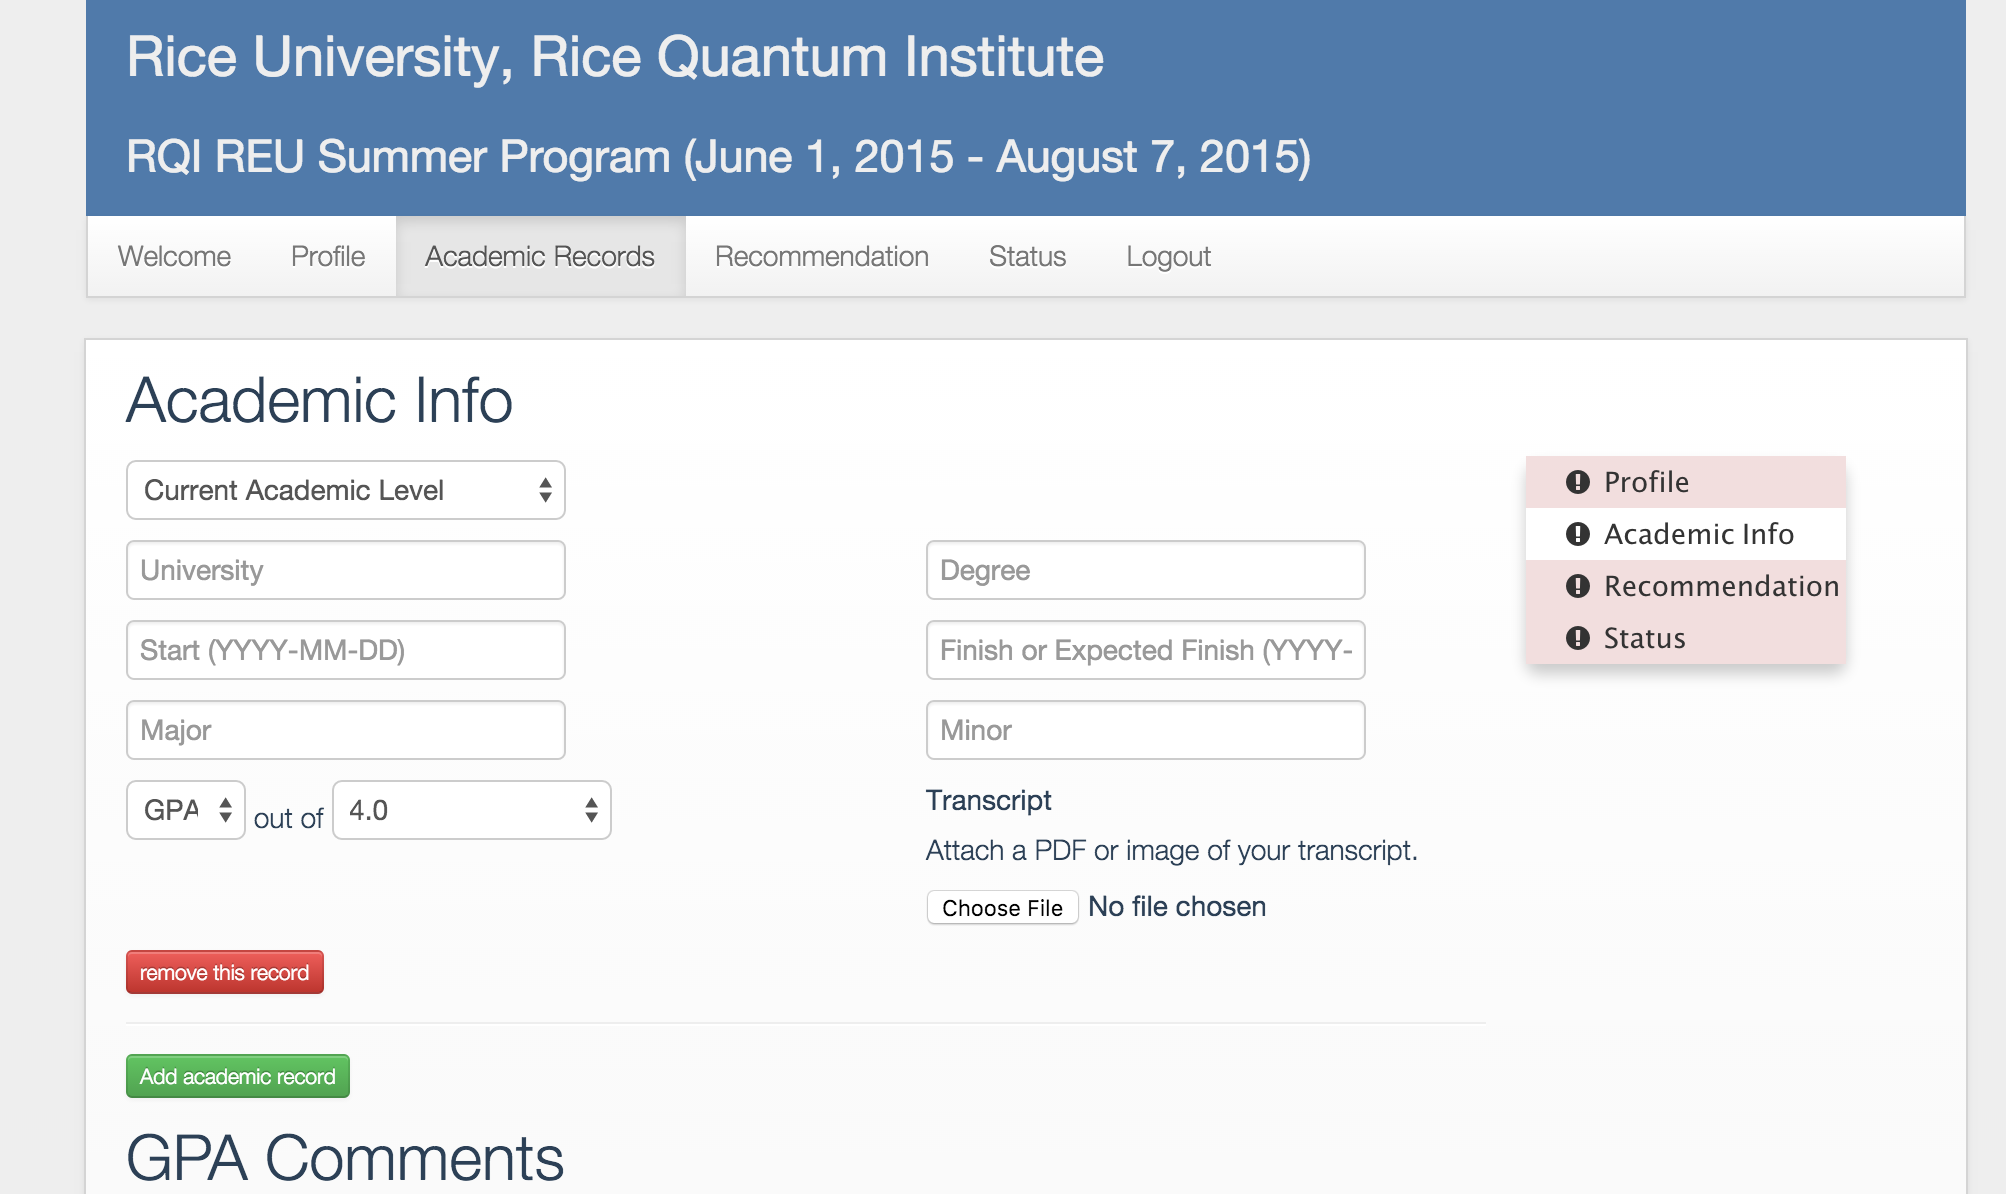 Rice University, Rice Quantum Institute
RQI REU Summer Program (June 1, 2015 - August 7, 2015)
Welcome Profile Academic Records Recommendation Status Logout
Academic Info
Current Academic Level
University
Degree
Start (YYYY-MM-DD)
Finish or Expected Finish (YYYY-
Major
Minor
GPA out of 4.0
Transcript
Attach a PDF or image of your transcript.
Choose File No file chosen
remove this record
Add academic record
GPA Comments
Profile
Academic Info
Recommendation
Status